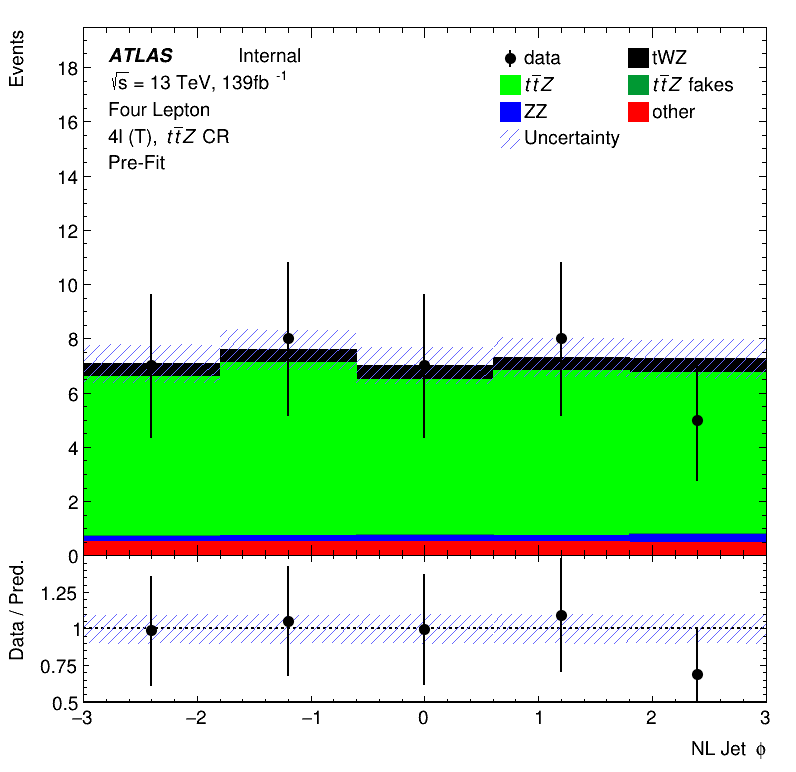 Events
ATLAS Internal
√s = 13 TeV, 139fb -1
Four Lepton
4l (T), tt̅Z CR
Pre-Fit
data
tWZ
tt̅Z
tt̅Z fakes
ZZ
other
Uncertainty
18
16
14
12
10
8
6
4
2
0
Data / Pred.
1.25
1
0.75
0.5
−3 −2 −1 0 1 2 3
NL Jet ϕ